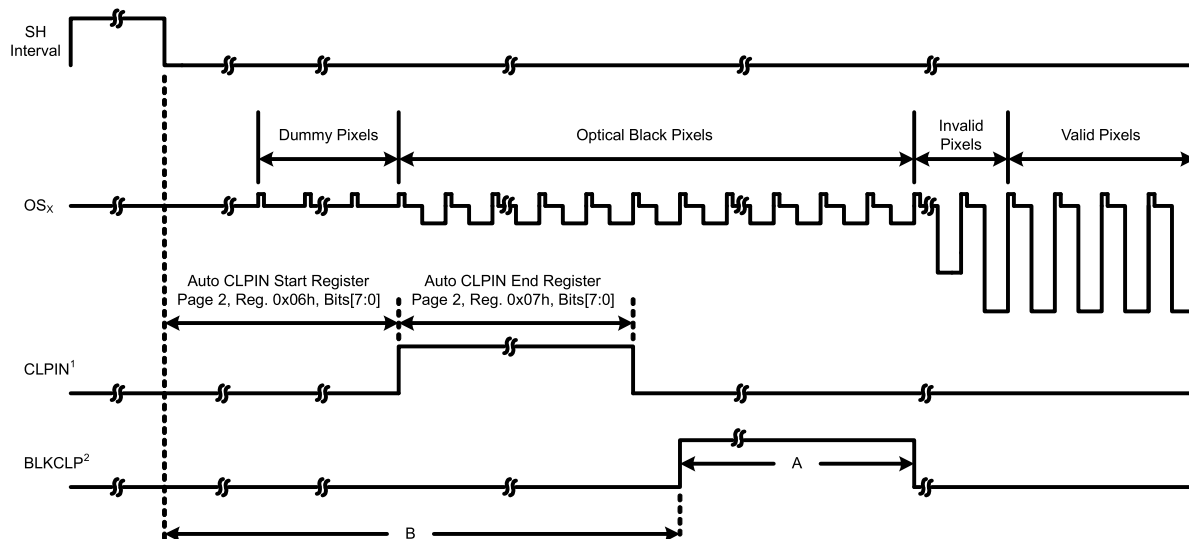 SH
Interval
Dummy Pixels
Optical Black Pixels
Invalid
Pixels
Valid Pixels
OSX
Auto CLPIN Start Register
Page 2, Reg. 0x06h, Bits[7:0]
Auto CLPIN End Register
Page 2, Reg. 0x07h, Bits[7:0]
CLPIN1
BLKCLP2
A
B